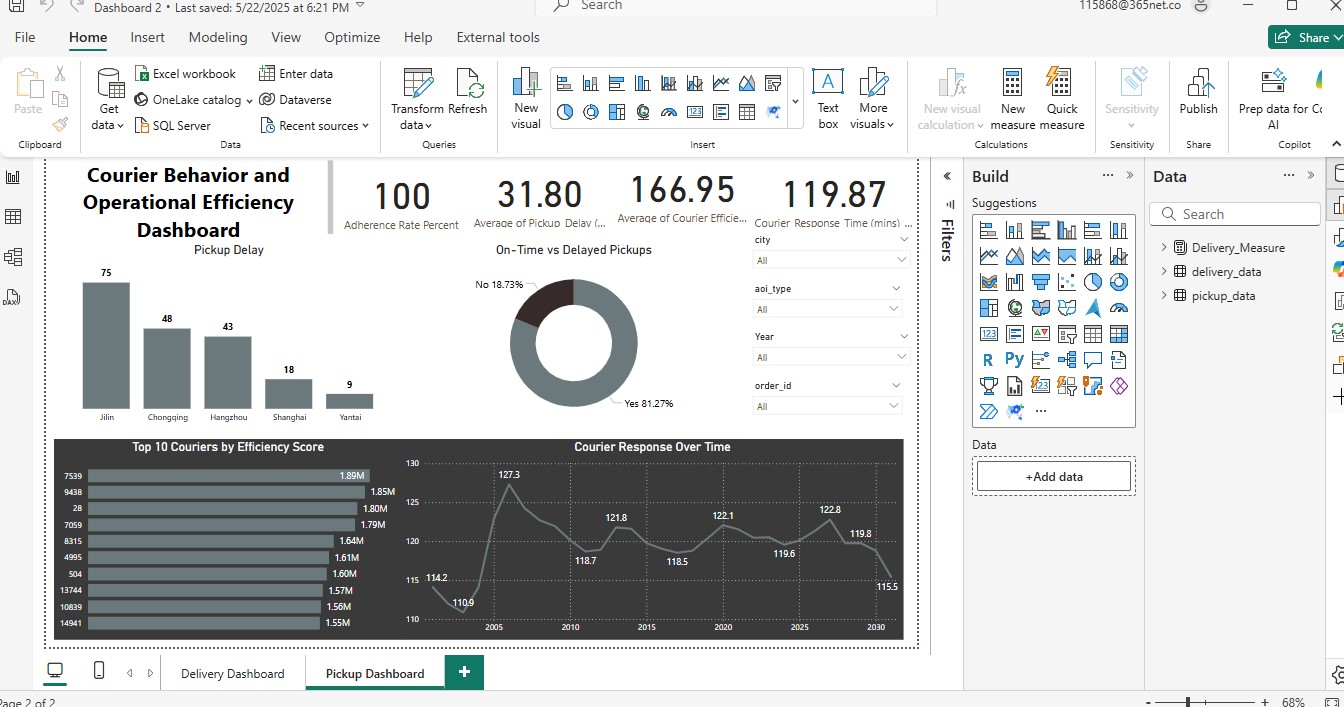 Dashboard 2 • Last saved: 5/22/2025 at 6:21 PM
Search
115868@365net.co
File
Home
Insert
Modeling
View
Optimize
Help
External tools
Share
Paste
Clipboard
Get data
Excel workbook
OneLake catalog
SQL Server
Enter data
Dataverse
Recent sources
Data
Transform data
Refresh
Queries
New visual
A
Text box
More visuals
Insert
New visual calculation
New measure
Quick measure
Calculations
Sensitivity
Sensitivity
Publish
Share
Prep data for AI
Copilot
Courier Behavior and
Operational Efficiency
Dashboard
100
Adherence Rate Percent
31.80
Average of Pickup_Delay (...
166.95
Average of Courier Efficie...
119.87
Courier_Response_Time (mins) ...
Pickup Delay
75
48
43
18
9
Jilin
Chongqing
Hangzhou
Shanghai
Yantai
On-Time vs Delayed Pickups
No 18.73%
Yes 81.27%
city
All
aoi_type
All
Year
All
order_id
All
Top 10 Couriers by Efficiency Score
7539 1.89M
9438 1.85M
28 1.80M
7059 1.79M
8315 1.64M
4995 1.61M
504 1.60M
13744 1.57M
10839 1.56M
14941 1.55M
Courier Response Over Time
130
125
120
115
110
114.2
110.9
127.3
118.7
121.8
118.5
122.1
119.6
122.8
119.8
115.5
2005
2010
2015
2020
2025
2030
Filters
Build
Suggestions
123
R
Py
Data
+Add data
Data
Search
Delivery_Measure
delivery_data
pickup_data
Delivery Dashboard
Pickup Dashboard
+
Page 2 of 2
- + 68%